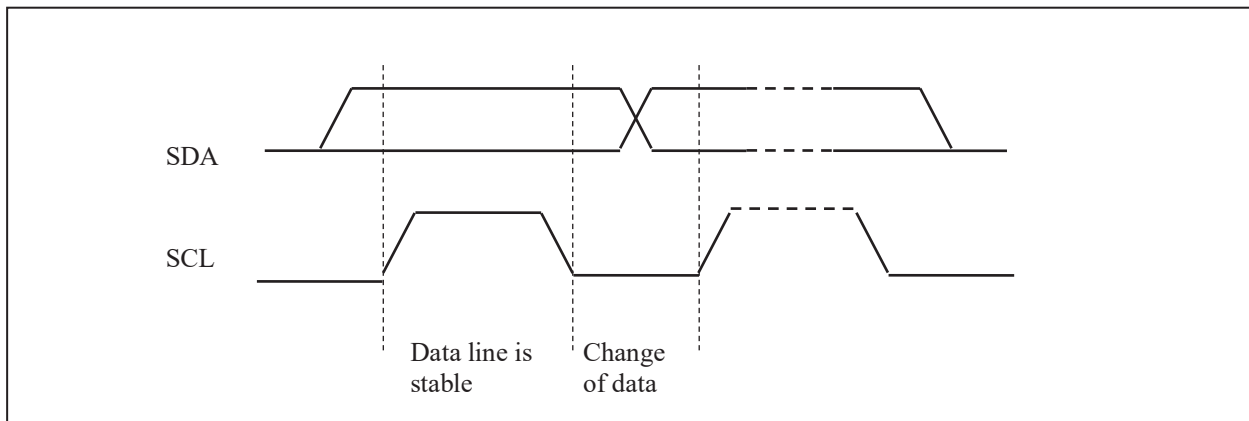 SDA
SCL
Data line is
stable
Change
of data